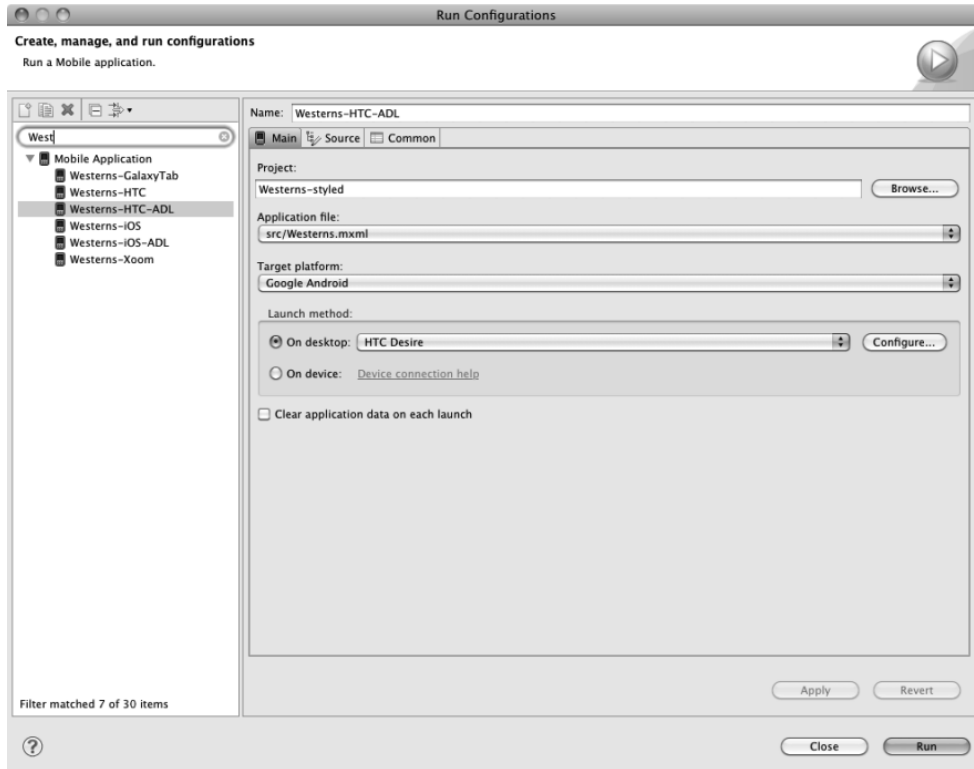 Run Configurations
Create, manage, and run configurations
Run a Mobile application.
West
Mobile Application
Westerns-GalaxyTab
Westerns-HTC
Westerns-HTC-ADL
Westerns-iOS
Westerns-iOS-ADL
Westerns-Xoom
Filter matched 7 of 30 items
Name: Westerns-HTC-ADL
Main Source Common
Project:
Westerns-styled Browse...
Application file:
src/Westerns.mxml
Target platform:
Google Android
Launch method:
On desktop: HTC Desire Configure...
On device: Device connection help
Clear application data on each launch
Apply Revert
? Close Run